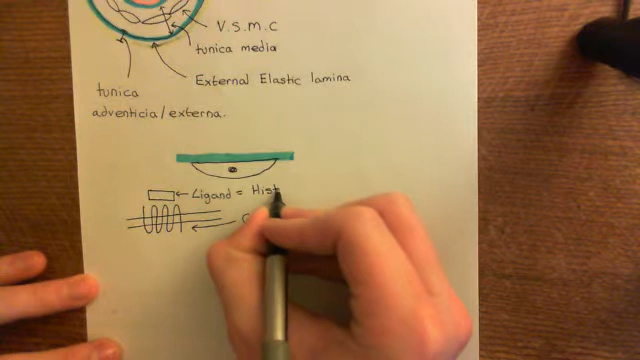 V.S.M.C
tunica media
External Elastic lamina
tunica
adventicia/externa.
Ligand = Hist